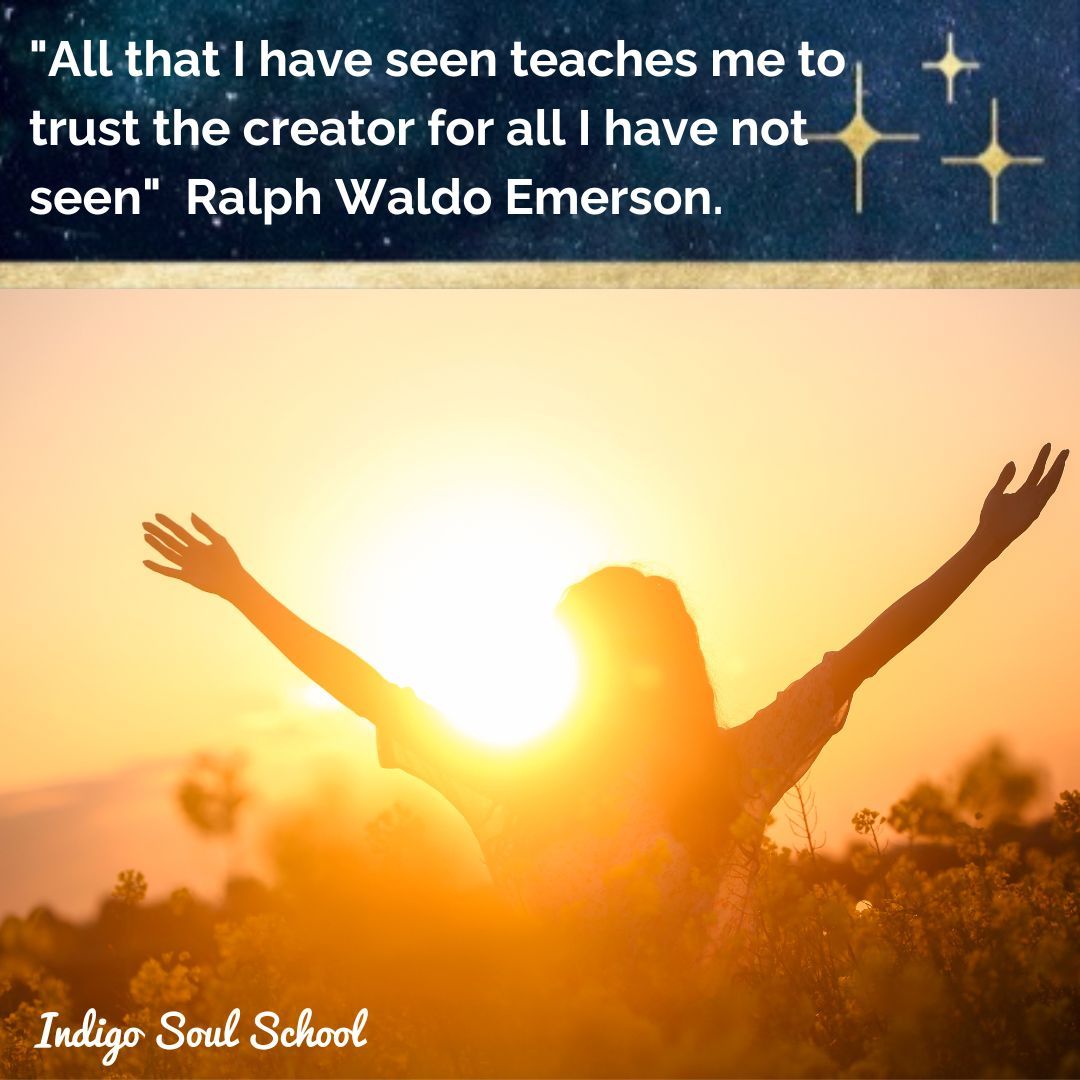 "All that I have seen teaches me to
trust the creator for all I have not
seen"  Ralph Waldo Emerson.
Indigo Soul School